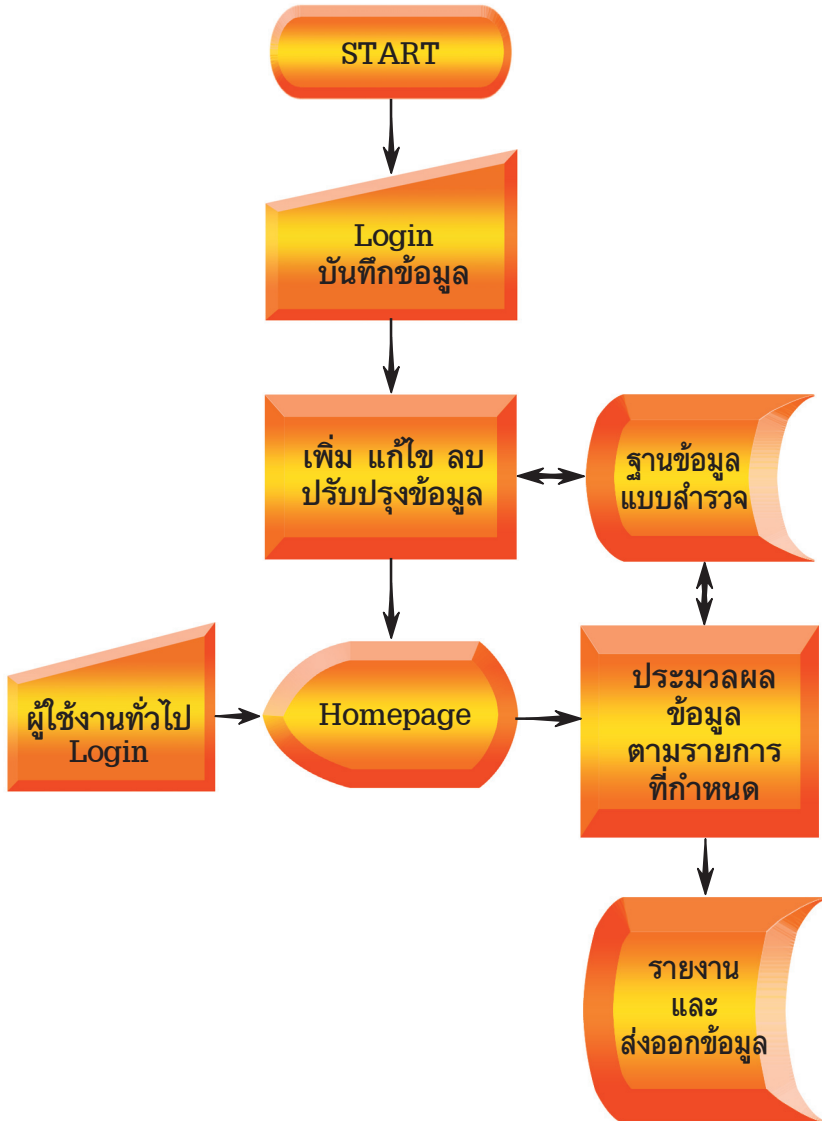 START
Login
บันทึกข้อมูล
เพิ่ม แก้ไข ลบ
ปรับปรุงข้อมูล
ฐานข้อมูล
แบบสำรวจ
ผู้ใช้งานทั่วไป
Login
Homepage
ประมวลผล
ข้อมูล
ตามรายการ
ที่กำหนด
รายงาน
และ
ส่งออกข้อมูล